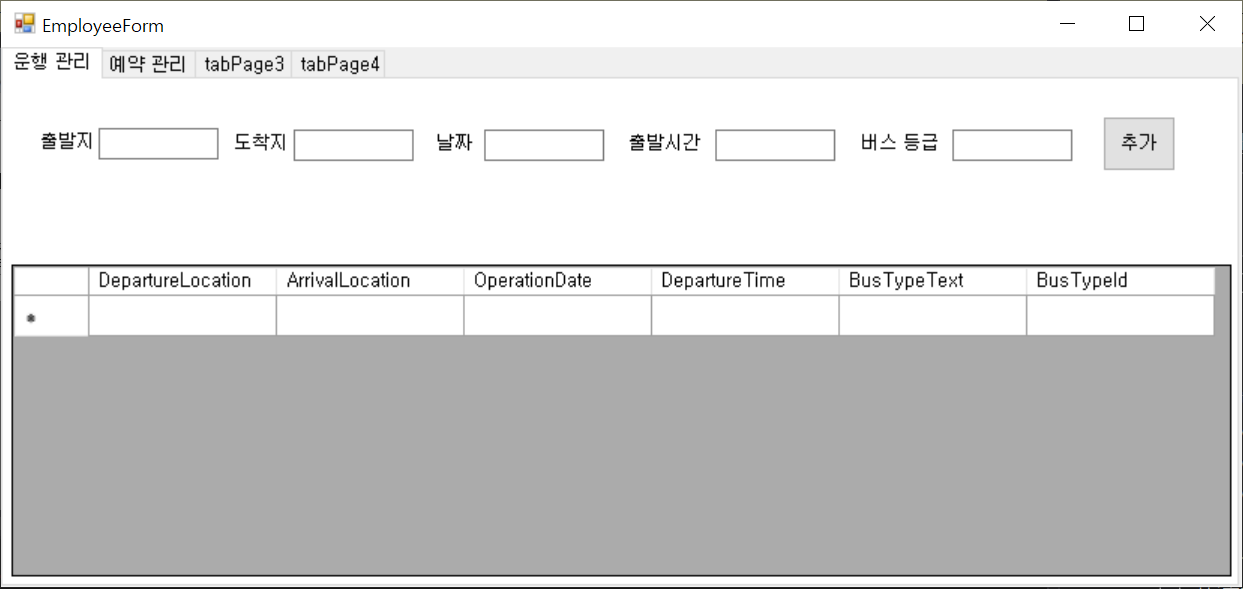 EmployeeForm
운행 관리 예약 관리 tabPage3 tabPage4
출발지 도착지 날짜 출발시간 버스 등급 추가
DepartureLocation ArrivalLocation OperationDate DepartureTime BusTypeText BusTypeId